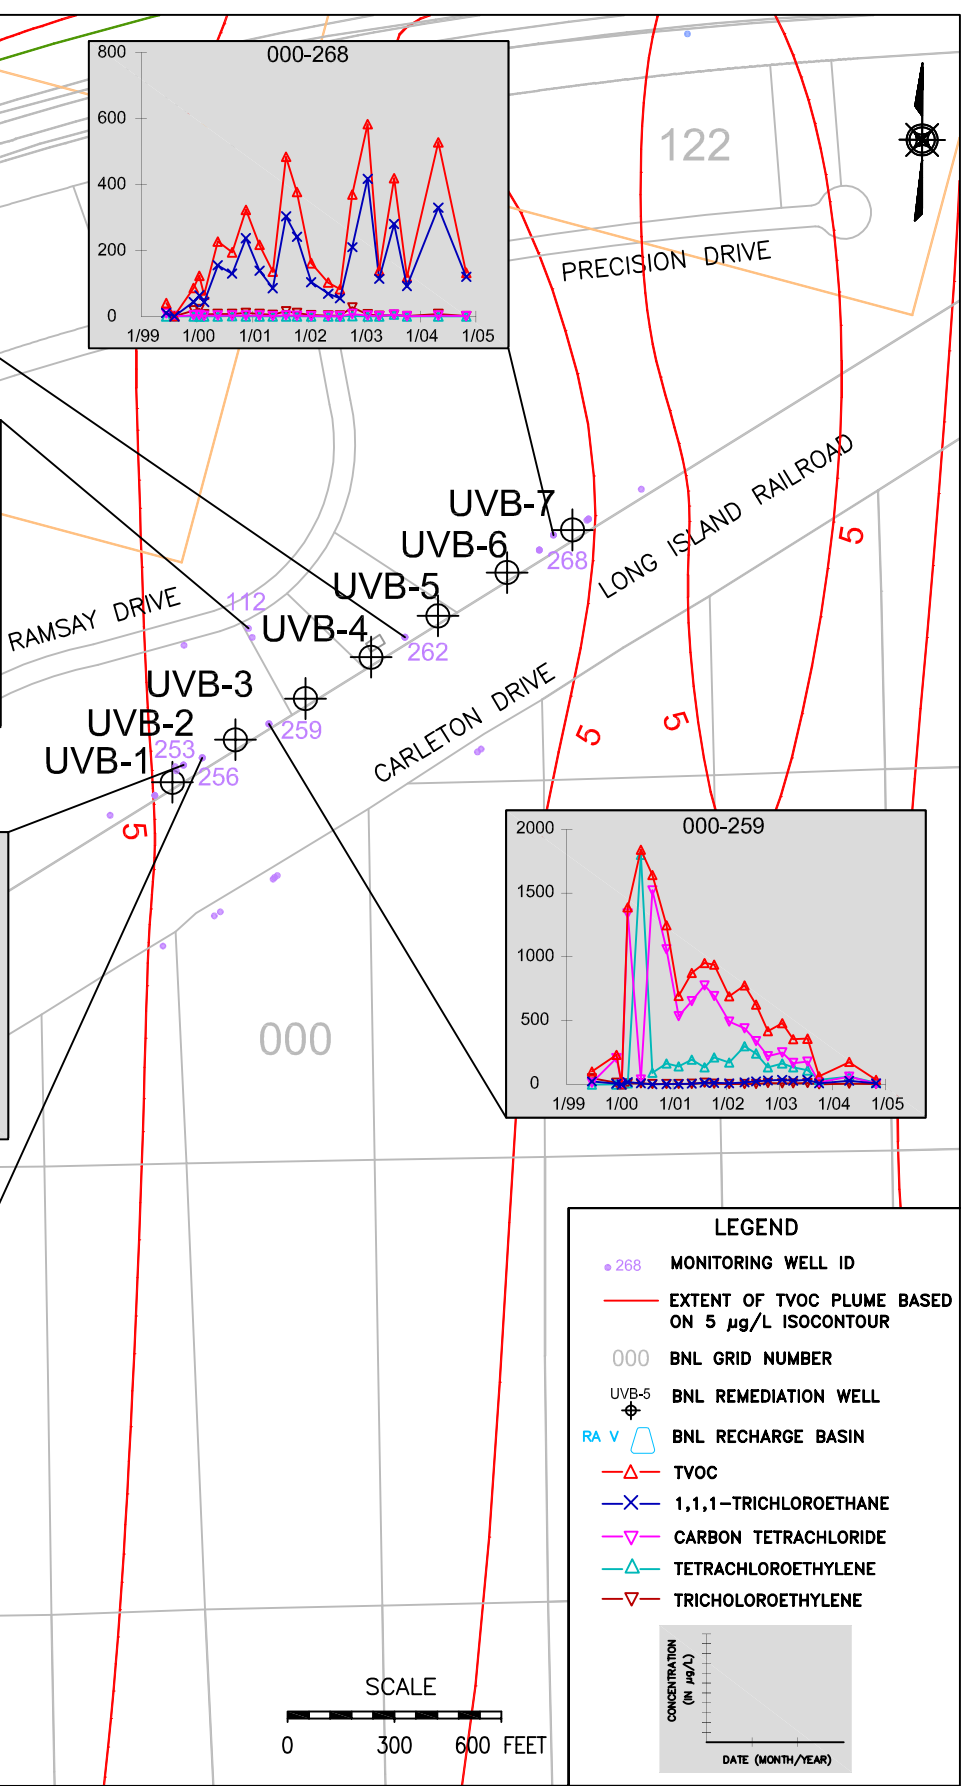 000-268
800
600
400
200
0
1/99 1/00 1/01 1/02 1/03 1/04 1/05
122
PRECISION DRIVE
LONG ISLAND RAILROAD
UVB-7
UVB-6
268
UVB-5
RAMSAY DRIVE
112
UVB-4
262
UVB-3
259
UVB-2
253
UVB-1
256
CARLETON DRIVE
5
5
5
5
000-259
2000
1500
1000
500
0
1/99 1/00 1/01 1/02 1/03 1/04 1/05
000
LEGEND
268 MONITORING WELL ID
EXTENT OF TVOC PLUME BASED
ON 5 µg/L ISOCONTOUR
000 BNL GRID NUMBER
UVB-5 BNL REMEDIATION WELL
RA V BNL RECHARGE BASIN
TVOC
1,1,1-TRICHLOROETHANE
CARBON TETRACHLORIDE
TETRACHLOROETHYLENE
TRICHOLOROETHYLENE
CONCENTRATION
(IN µg/L)
DATE (MONTH/YEAR)
SCALE
0 300 600 FEET